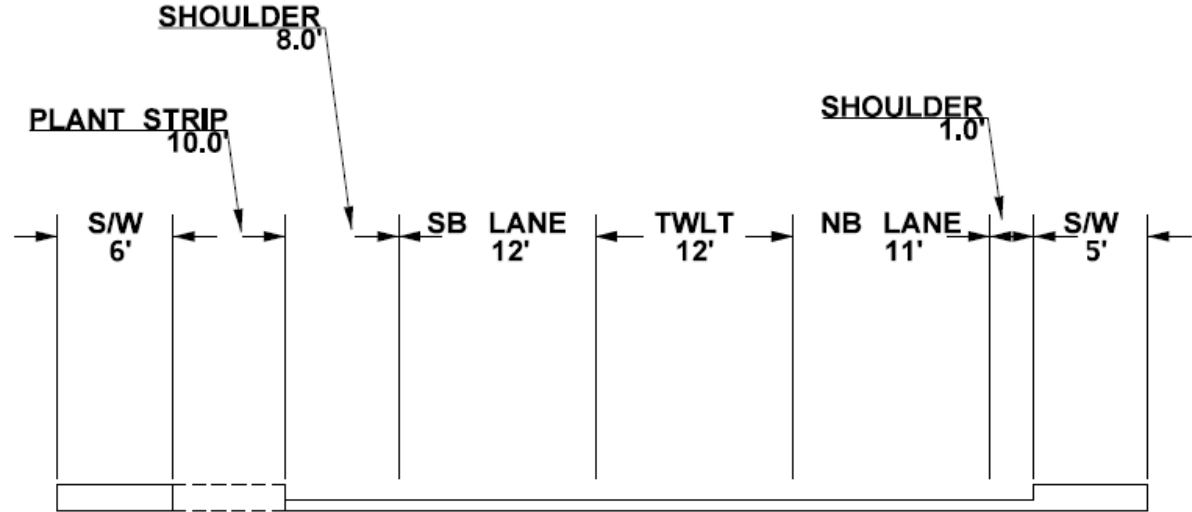 SHOULDER
8.0'
PLANT STRIP
10.0'
SHOULDER
1.0'
S/W
6'
SB LANE
12'
TWLT
12'
NB LANE
11'
S/W
5'